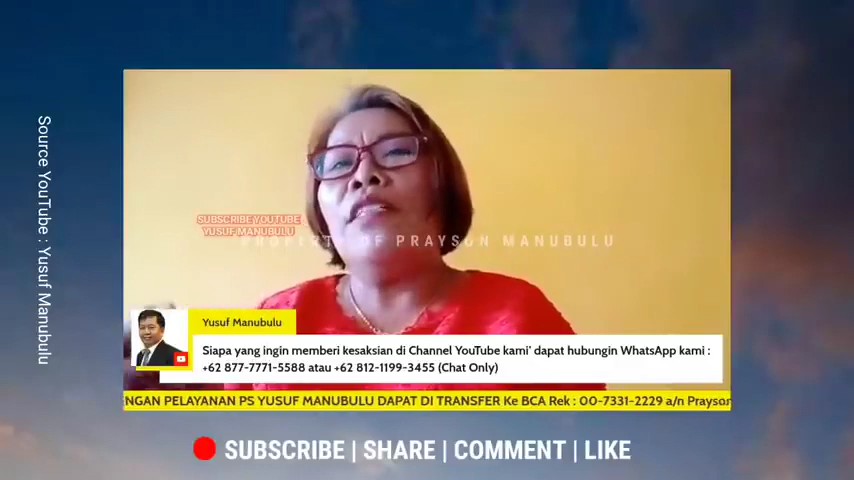 Source YouTube : Yusuf Manubulu
SUBSCRIBE YOUTUBE
YUSUF MANUBULU
PROPERTY OF PRAYSON MANUBULU
Yusuf Manubulu
Siapa yang ingin memberi kesaksian di Channel YouTube kami' dapat hubungin WhatsApp kami :
+62 877-7771-5588 atau +62 812-1199-3455 (Chat Only)
ENGAN PELAYANAN PS YUSUF MANUBULU DAPAT DI TRANSFER Ke BCA Rek : 00-7331-2229 a/n Prayson
SUBSCRIBE | SHARE | COMMENT | LIKE